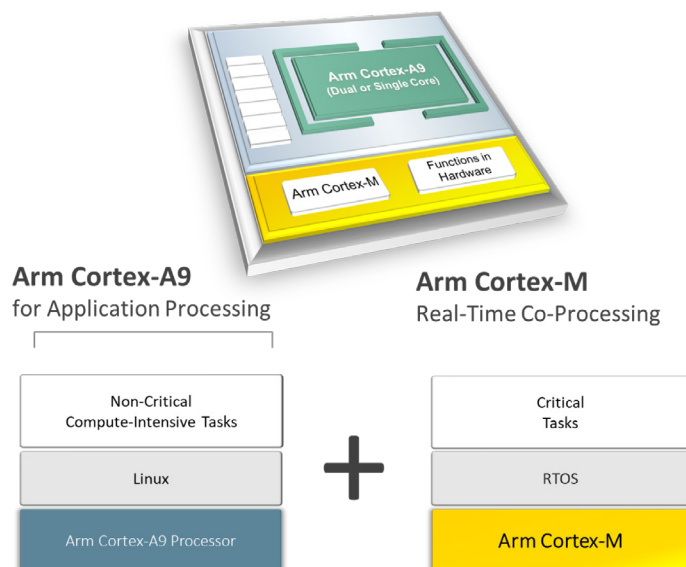 Arm Cortex-A9
(Dual or Single Core)
Arm Cortex-M
Functions in
Hardware
Arm Cortex-A9
for Application Processing
Arm Cortex-M
Real-Time Co-Processing
Non-Critical
Compute-Intensive Tasks
Linux
Arm Cortex-A9 Processor
+
Critical
Tasks
RTOS
Arm Cortex-M